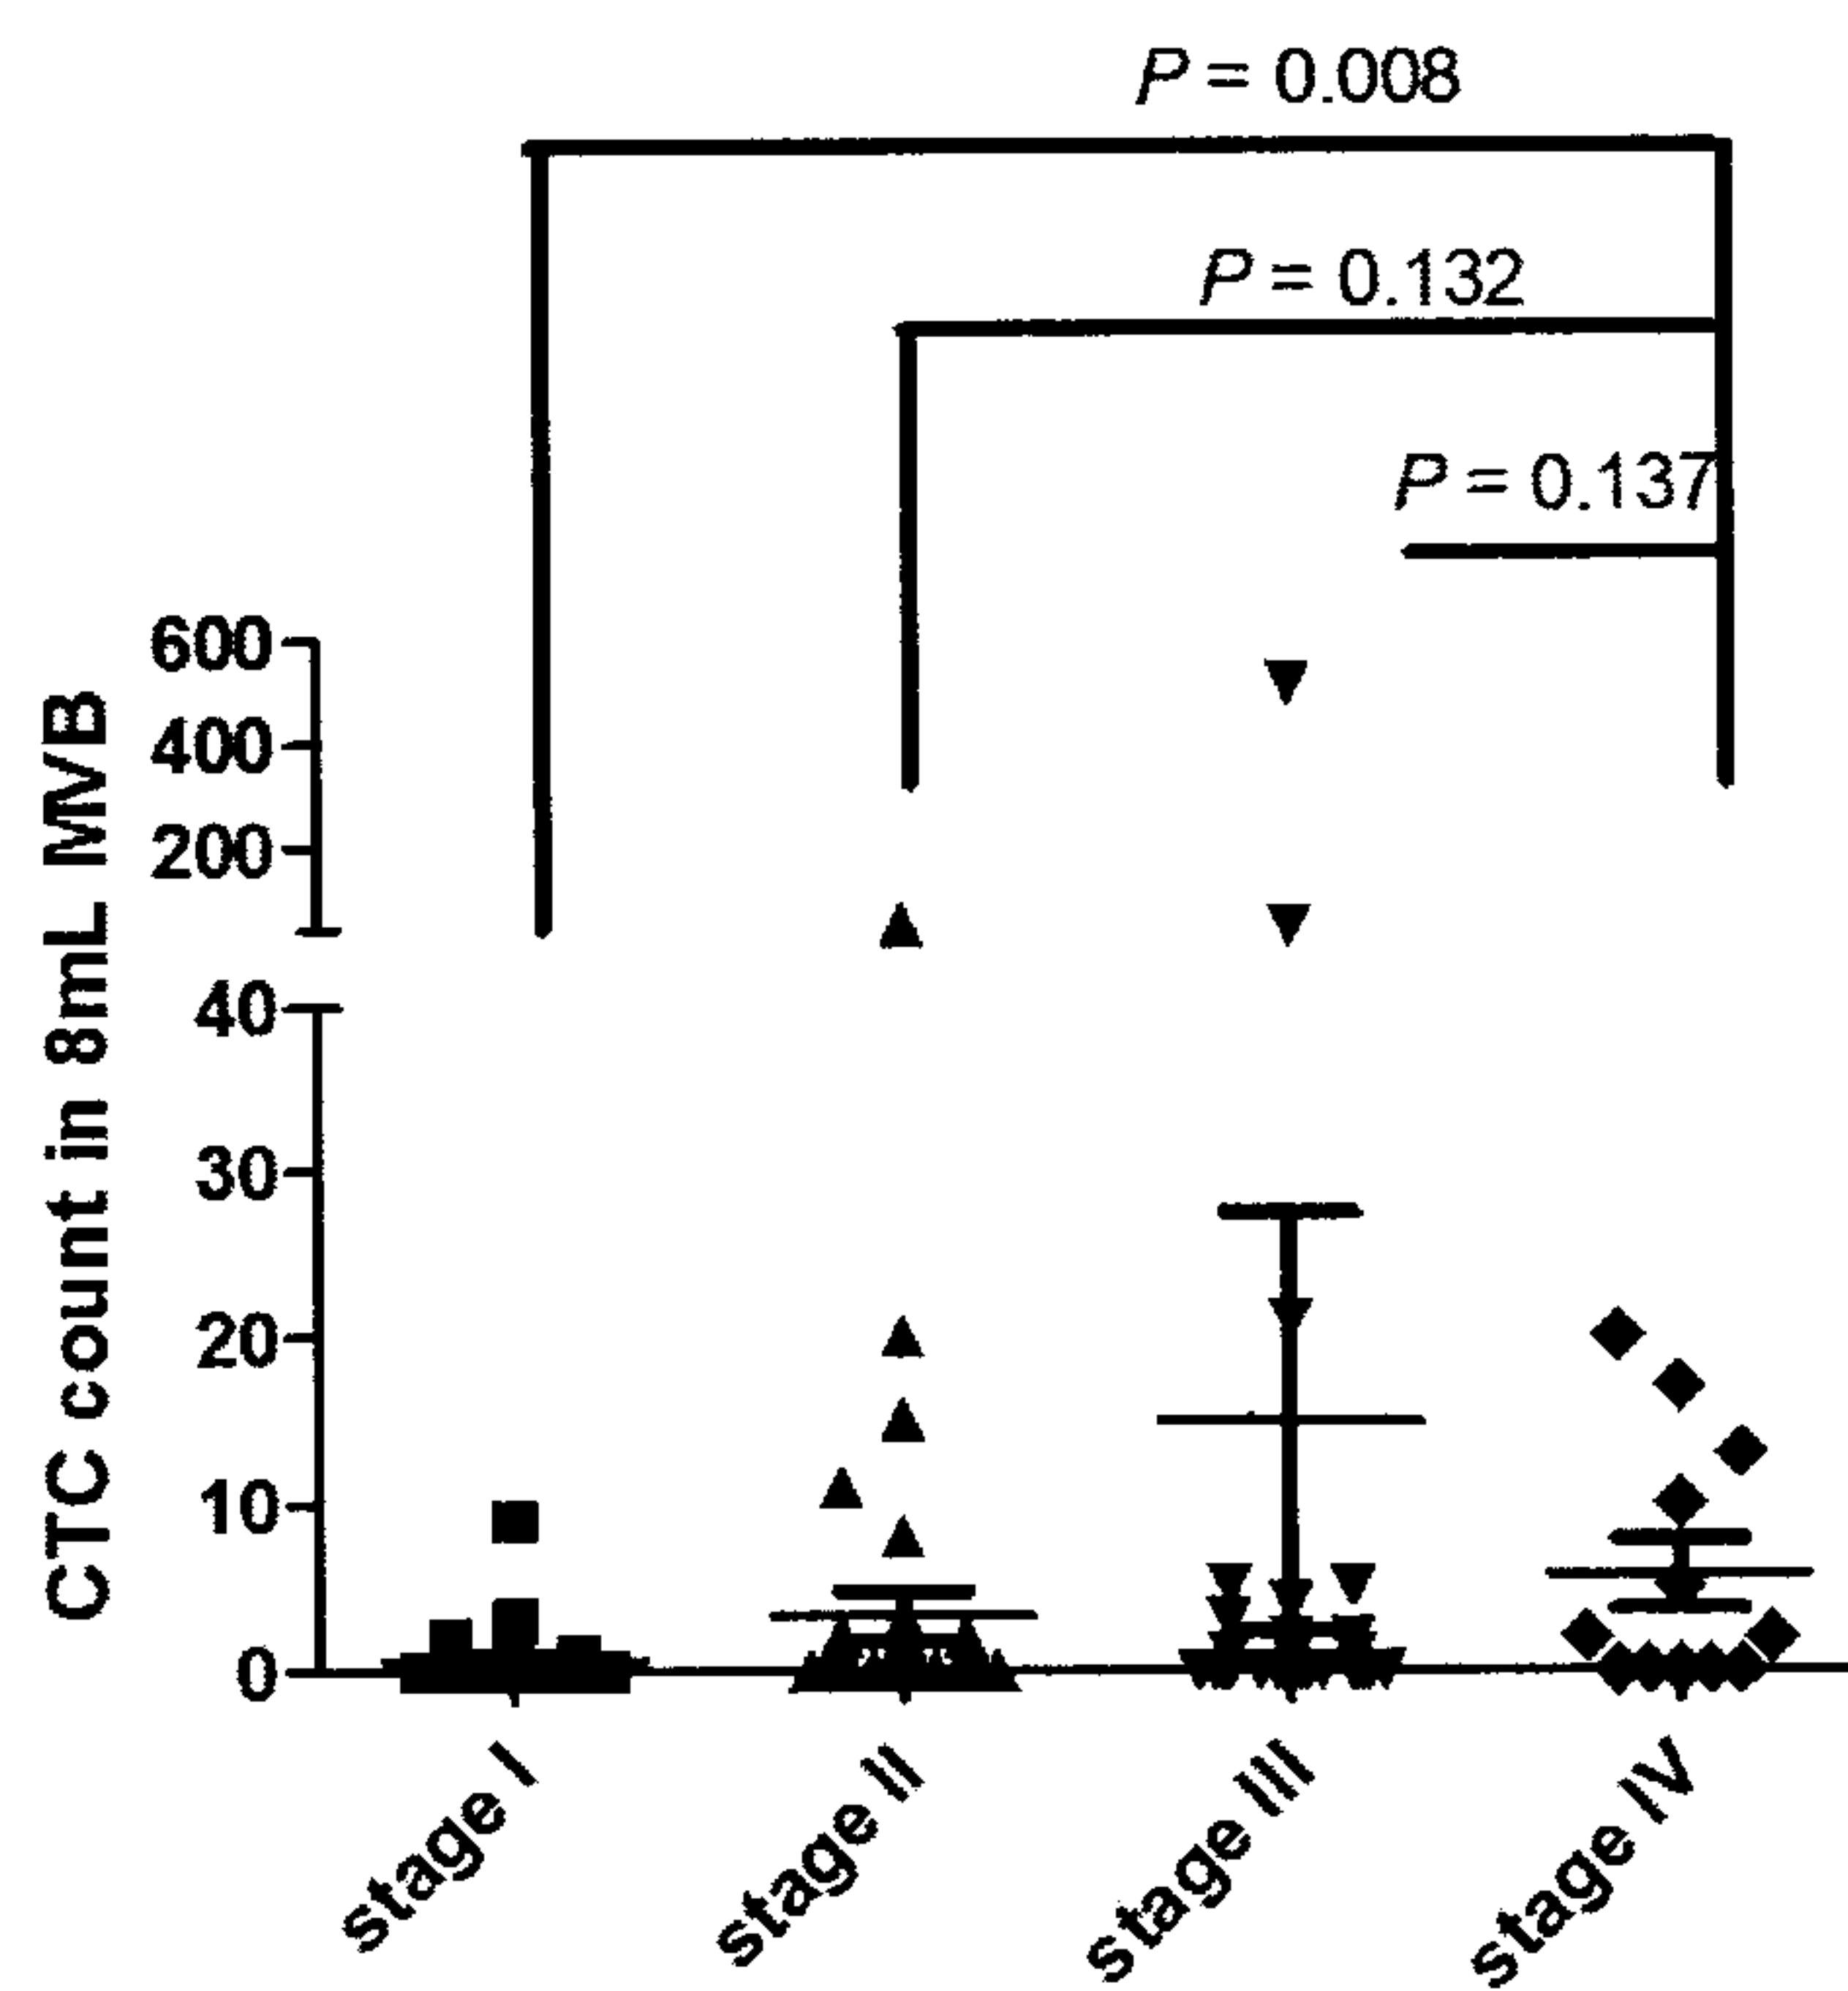 P = 0.008
P = 0.132
P = 0.137
600
400
200
40
30
20
10
0
CTC count in 8mL MVB
stage I
stage II
stage III
stage IV